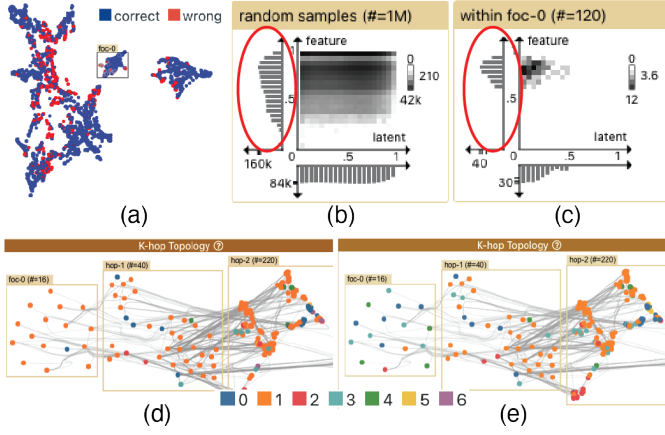 correct wrong
foc-0
(a)
random samples (#=1M)
feature
1
.5
0
210
42k
latent
160k
0 .5 1
84k
(b)
within foc-0 (#=120)
feature
1
.5
0
3.6
12
latent
40
0 .5 1
30
(c)
K-hop Topology ?
foc-0 (#=16)
hop-1 (#=40)
hop-2 (#=220)
(d)
K-hop Topology ?
foc-0 (#=16)
hop-1 (#=40)
hop-2 (#=220)
(e)
0 1 2 3 4 5 6